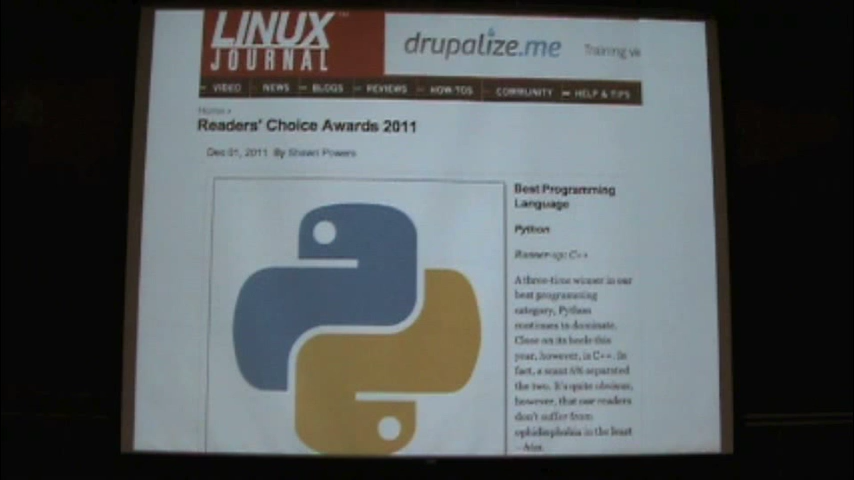 LINUX
JOURNAL™
drupalize.me
Training
VIDEO NEWS BLOGS REVIEWS HOW-TOS COMMUNITY HELP & TIPS
Home
Readers' Choice Awards 2011
Dec 01, 2011 By Shawn Powers
Best Programming
Language
Python
Runner-up: C++
A three-time winner in our
best programming
category, Python
continues to dominate.
Close on its heels this
year, however, is C++. In
fact, a scant 6% separated
the two. It's quite obvious,
however, that our readers
don't suffer from
ophidiophobia in the least